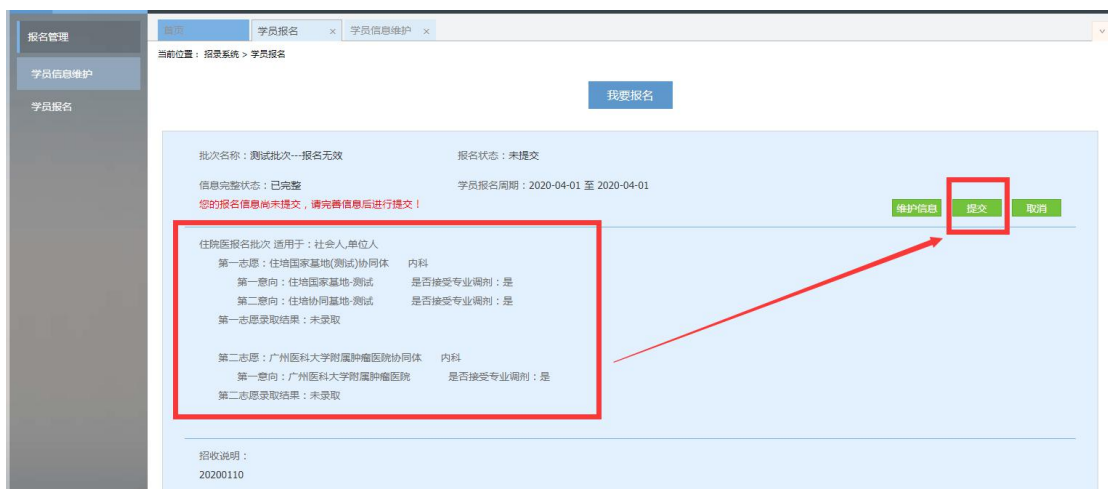 报名管理
学员信息维护
学员报名
首页 学员报名 × 学员信息维护 ×
当前位置：招录系统 > 学员报名
我要报名
批次名称：测试批次---报名无效 报名状态：未提交
信息完整状态：已完整 学员报名周期：2020-04-01 至 2020-04-01
您的报名信息尚未提交，请完善信息后进行提交！
维护信息 提交 取消
住院医报名批次 适用于：社会人,单位人
第一志愿：住培国家基地(测试)协同体 内科
第一意向：住培国家基地-测试 是否接受专业调剂：是
第二意向：住培协同基地-测试 是否接受专业调剂：是
第一志愿录取结果：未录取
第二志愿：广州医科大学附属肿瘤医院协同体 内科
第一意向：广州医科大学附属肿瘤医院 是否接受专业调剂：是
第二志愿录取结果：未录取
招收说明：
20200110